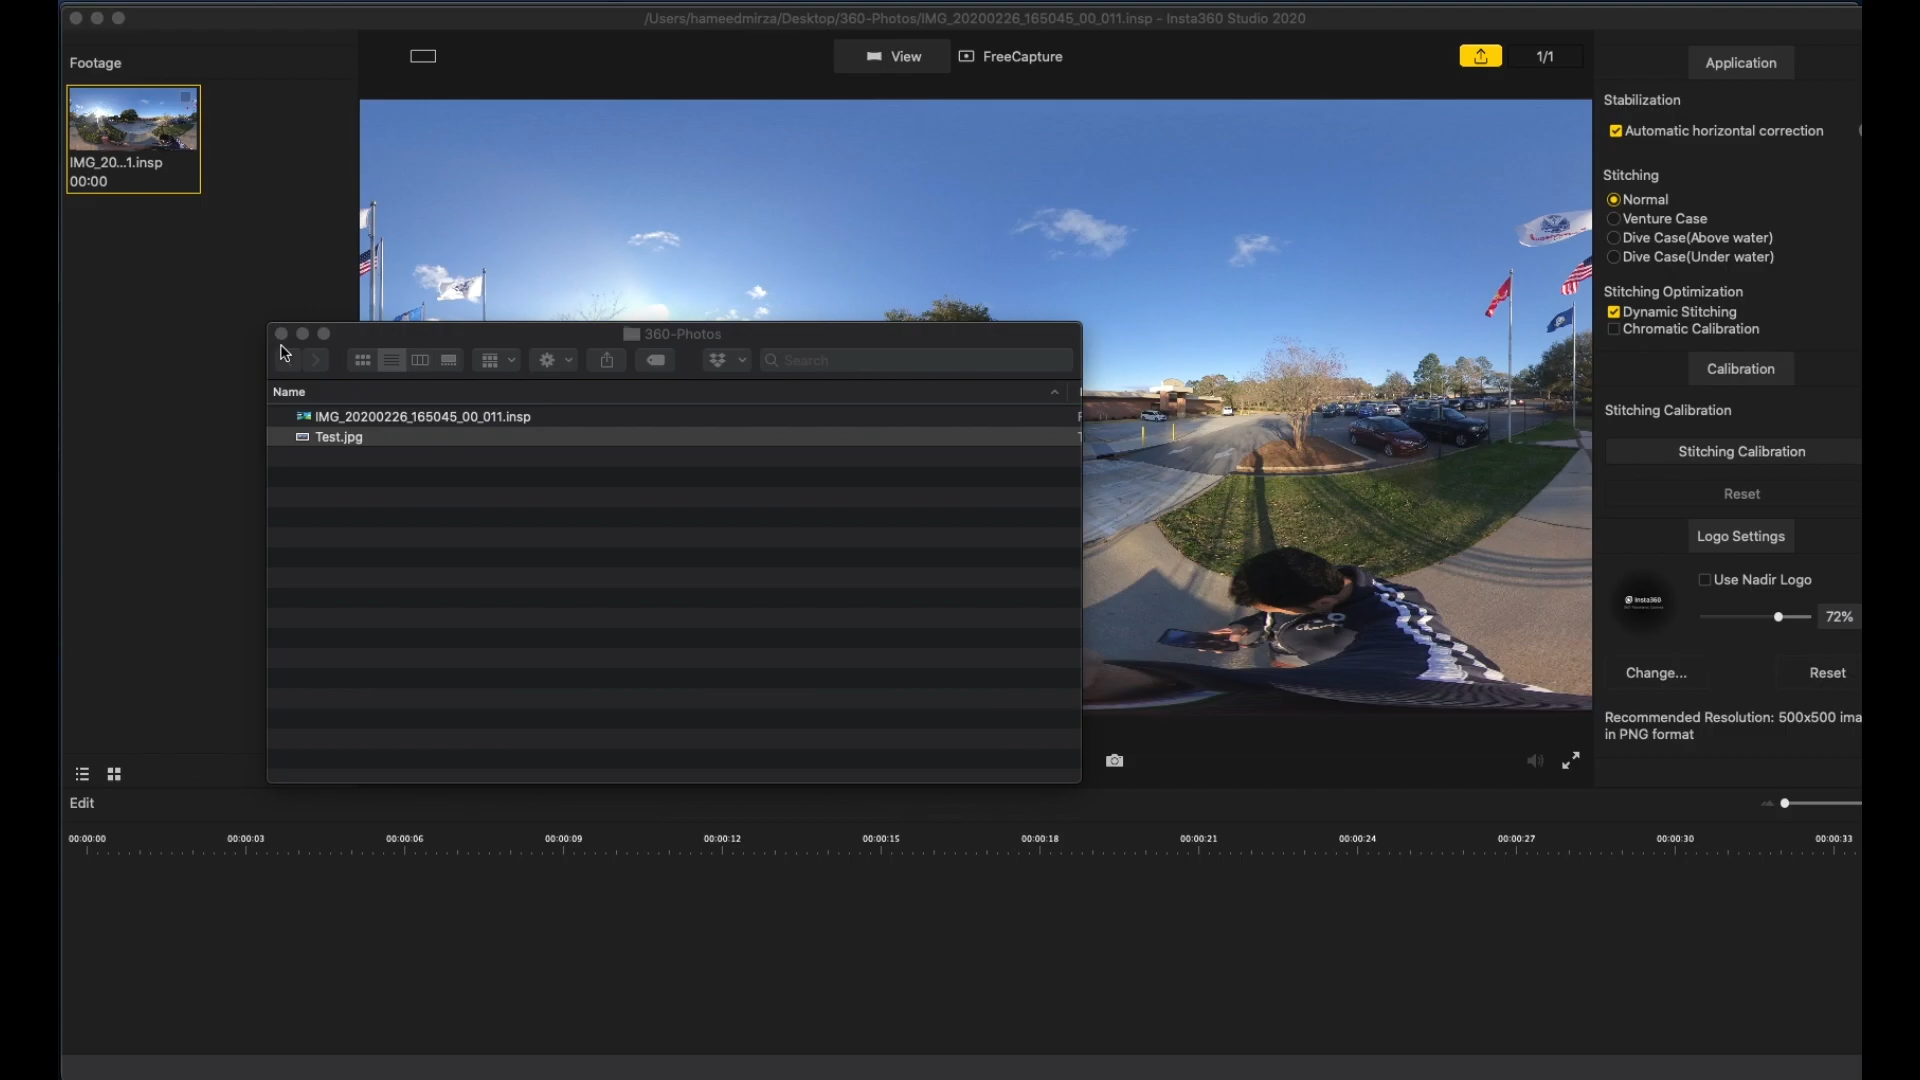 /Users/hameedmirza/Desktop/360-Photos/IMG_20200226_165045_00_011.insp - Insta360 Studio 2020
Footage
View
FreeCapture
1/1
Application
IMG_20...1.insp
00:00
Stabilization
Automatic horizontal correction
Stitching
Normal
Venture Case
Dive Case(Above water)
Dive Case(Under water)
Stitching Optimization
Dynamic Stitching
Chromatic Calibration
Calibration
Stitching Calibration
Stitching Calibration
Reset
Logo Settings
Use Nadir Logo
Insta360
72%
Change...
Reset
Recommended Resolution: 500x500 ima
in PNG format
360-Photos
Search
Name
IMG_20200226_165045_00_011.insp
Test.jpg
Edit
00:00:00 00:00:03 00:00:06 00:00:09 00:00:12 00:00:15 00:00:18 00:00:21 00:00:24 00:00:27 00:00:30 00:00:33